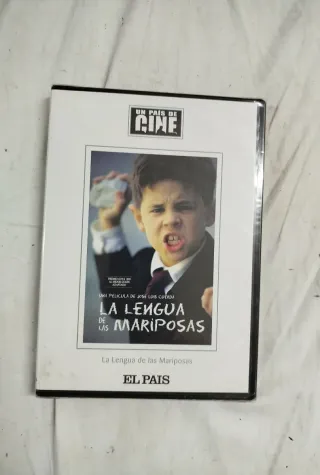 UN PAÍS DE
CINE
UNA PELÍCULA DE JOSÉ LUIS CUERDA
LA LENGUA
DE LAS MARIPOSAS
La Lengua de las Mariposas
EL PAIS